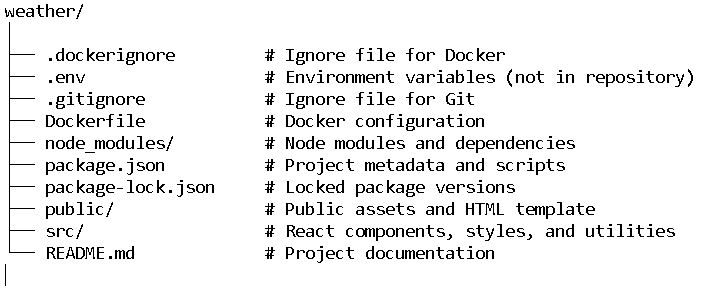 weather/
│
├── .dockerignore         # Ignore file for Docker
├── .env                  # Environment variables (not in repository)
├── .gitignore            # Ignore file for Git
├── Dockerfile            # Docker configuration
├── node_modules/         # Node modules and dependencies
├── package.json          # Project metadata and scripts
├── package-lock.json     # Locked package versions
├── public/               # Public assets and HTML template
├── src/                  # React components, styles, and utilities
└── README.md             # Project documentation